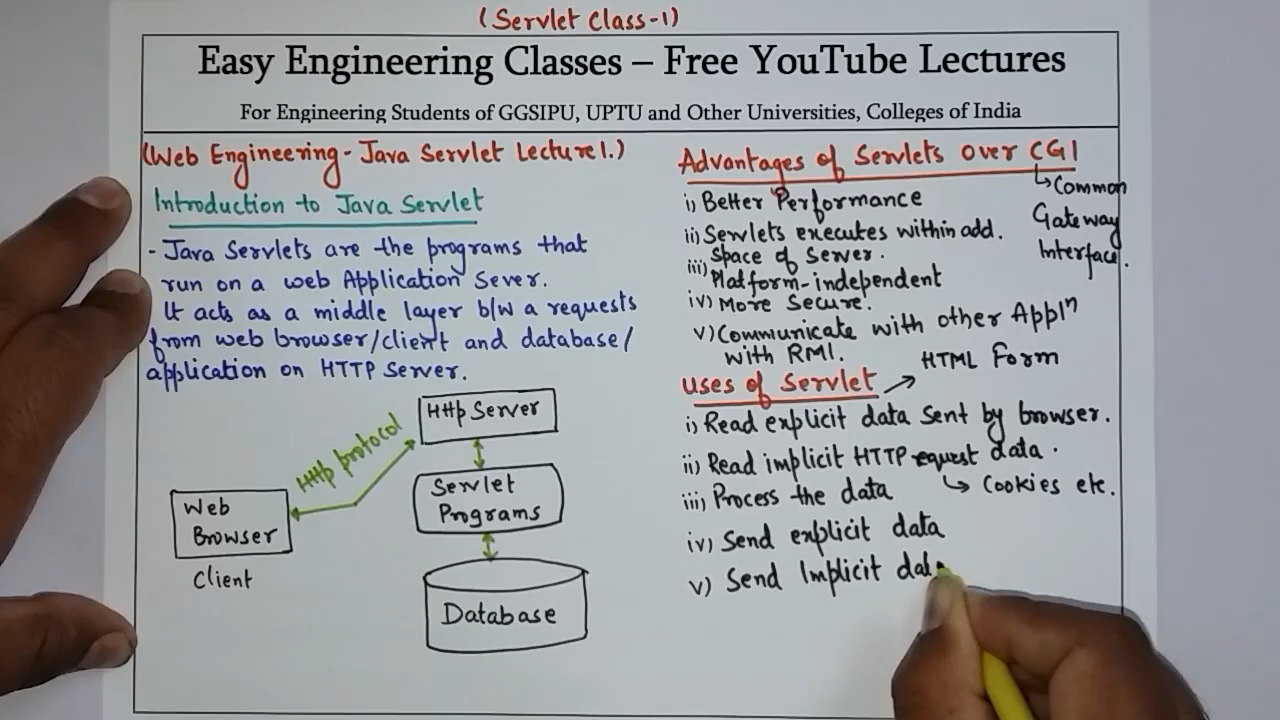 (Servlet Class-1)
Easy Engineering Classes – Free YouTube Lectures
For Engineering Students of GGSIPU, UPTU and Other Universities, Colleges of India
(Web Engineering - Java Servlet Lecture 1.)
Introduction to Java Servlet
- Java Servlets are the programs that
run on a web Application Sever.
It acts as a middle layer b/w a requests
from web browser/client and database/
application on HTTP Server.
Http Server
Http protocol
Servlet
Programs
Web
Browser
Client
Database
Advantages of Servlets over CGI
↳ Common
Gateway
Interface.
i) Better Performance
ii) Servlets executes within add.
space of Server.
iii) Platform-independent
iv) More Secure.
v) Communicate with other Appln
with RMI.
Uses of Servlet
HTML Form
i) Read explicit data sent by browser.
ii) Read implicit HTTP request data.
↳ Cookies etc.
iii) Process the data
iv) Send explicit data
v) Send Implicit dat